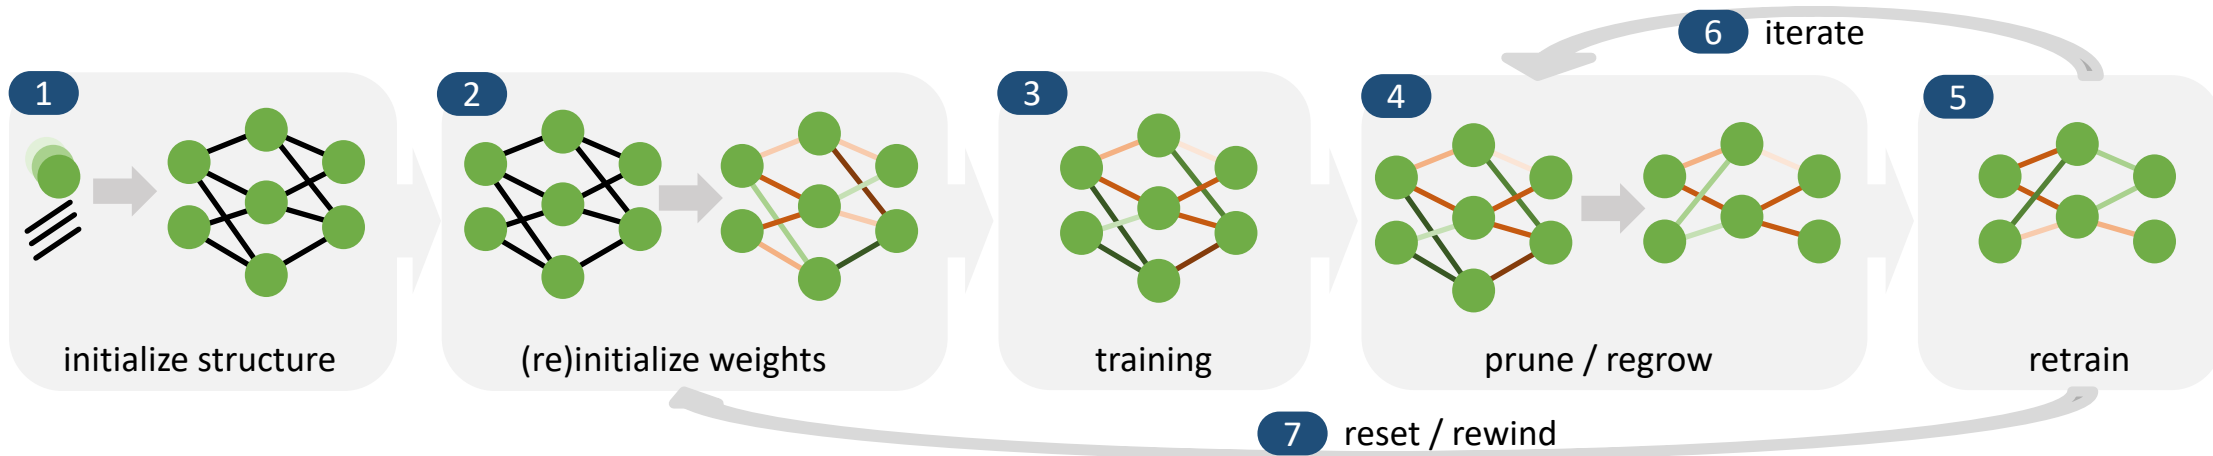 1
initialize structure
2
(re)initialize weights
3
training
4
prune / regrow
5
retrain
6 iterate
7 reset / rewind